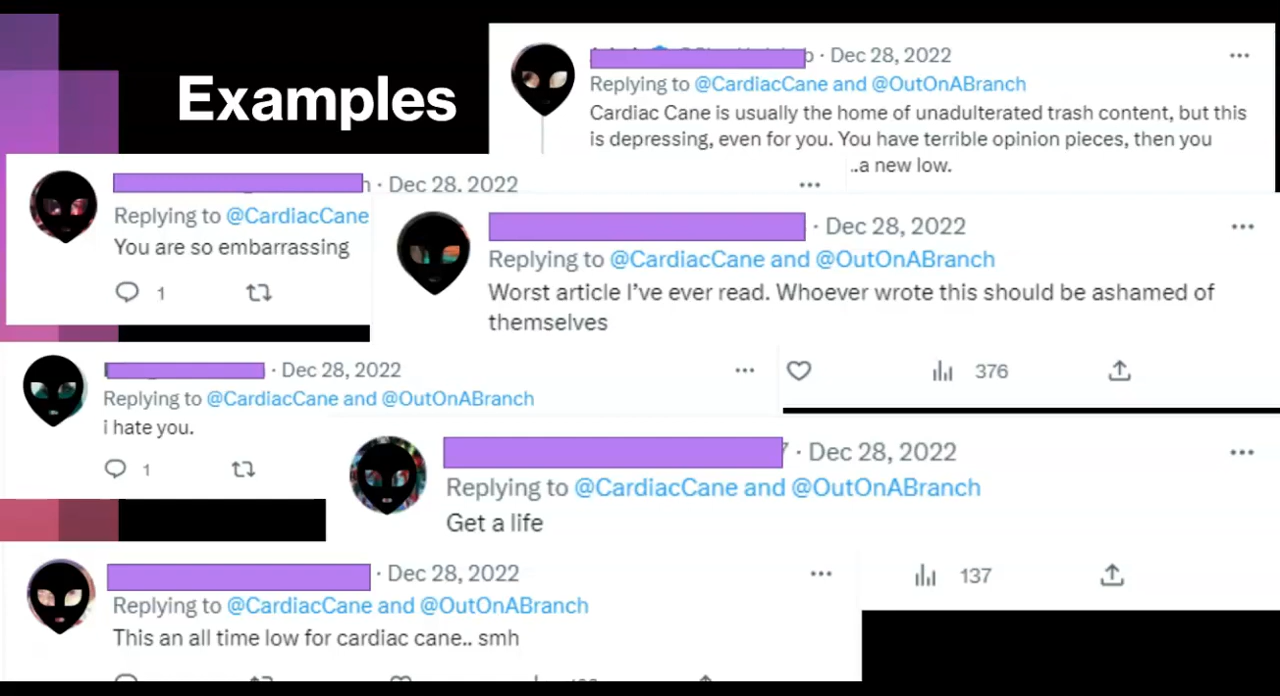 Examples
· Dec 28, 2022
Replying to @CardiacCane and @OutOnABranch
Cardiac Cane is usually the home of unadulterated trash content, but this
is depressing, even for you. You have terrible opinion pieces, then you
..a new low.
· Dec 28, 2022
Replying to @CardiacCane
You are so embarrassing
1
· Dec 28, 2022
Replying to @CardiacCane and @OutOnABranch
Worst article I've ever read. Whoever wrote this should be ashamed of
themselves
376
· Dec 28, 2022
Replying to @CardiacCane and @OutOnABranch
i hate you.
1
· Dec 28, 2022
Replying to @CardiacCane and @OutOnABranch
Get a life
137
· Dec 28, 2022
Replying to @CardiacCane and @OutOnABranch
This an all time low for cardiac cane.. smh